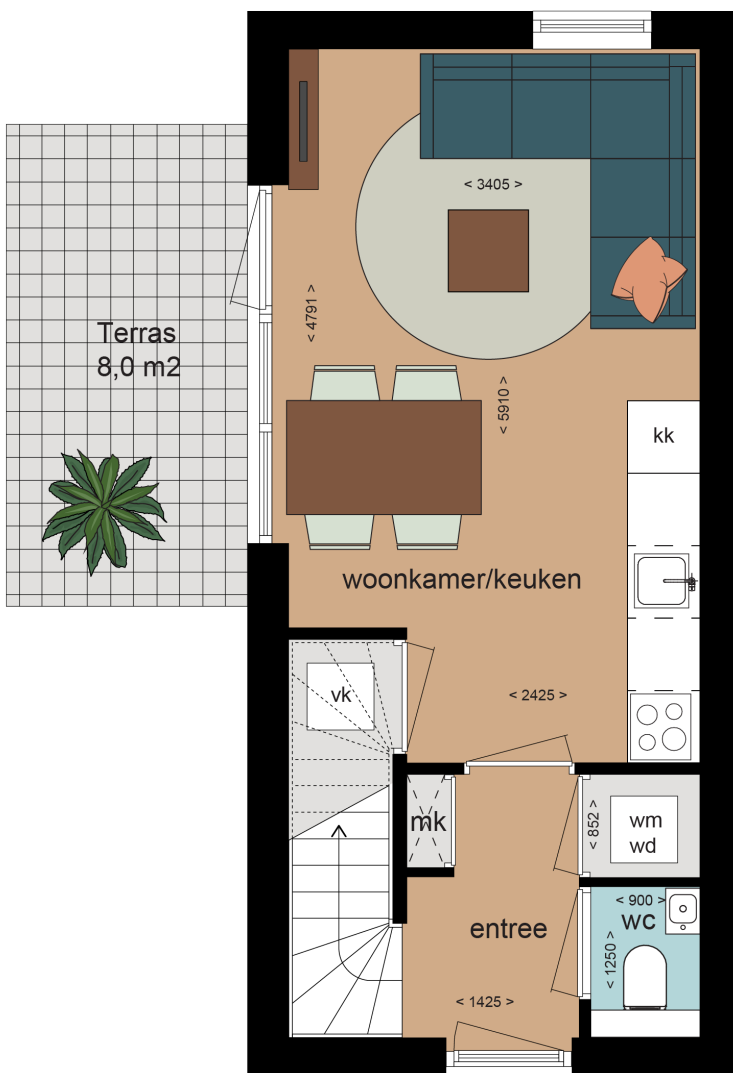 < 3405 >
Terras
8,0 m2
< 4791 >
< 5910 >
kk
woonkamer/keuken
vk
< 2425 >
mk
< 852 >
wm
wd
< 900 >
wc
entree
< 1250 >
< 1425 >